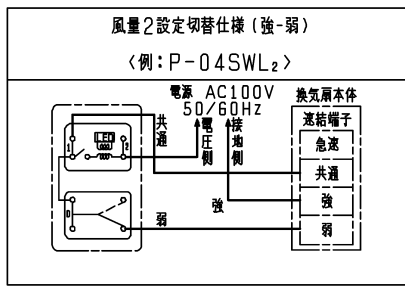 風量2設定切替仕様(強-弱)
〈例:P-04SWL₂〉
電源 AC100V
50/60Hz
換気扇本体
速結端子
急速
共通
強
弱
共通
電圧側
接地側
LED
1
2
強
0
弱